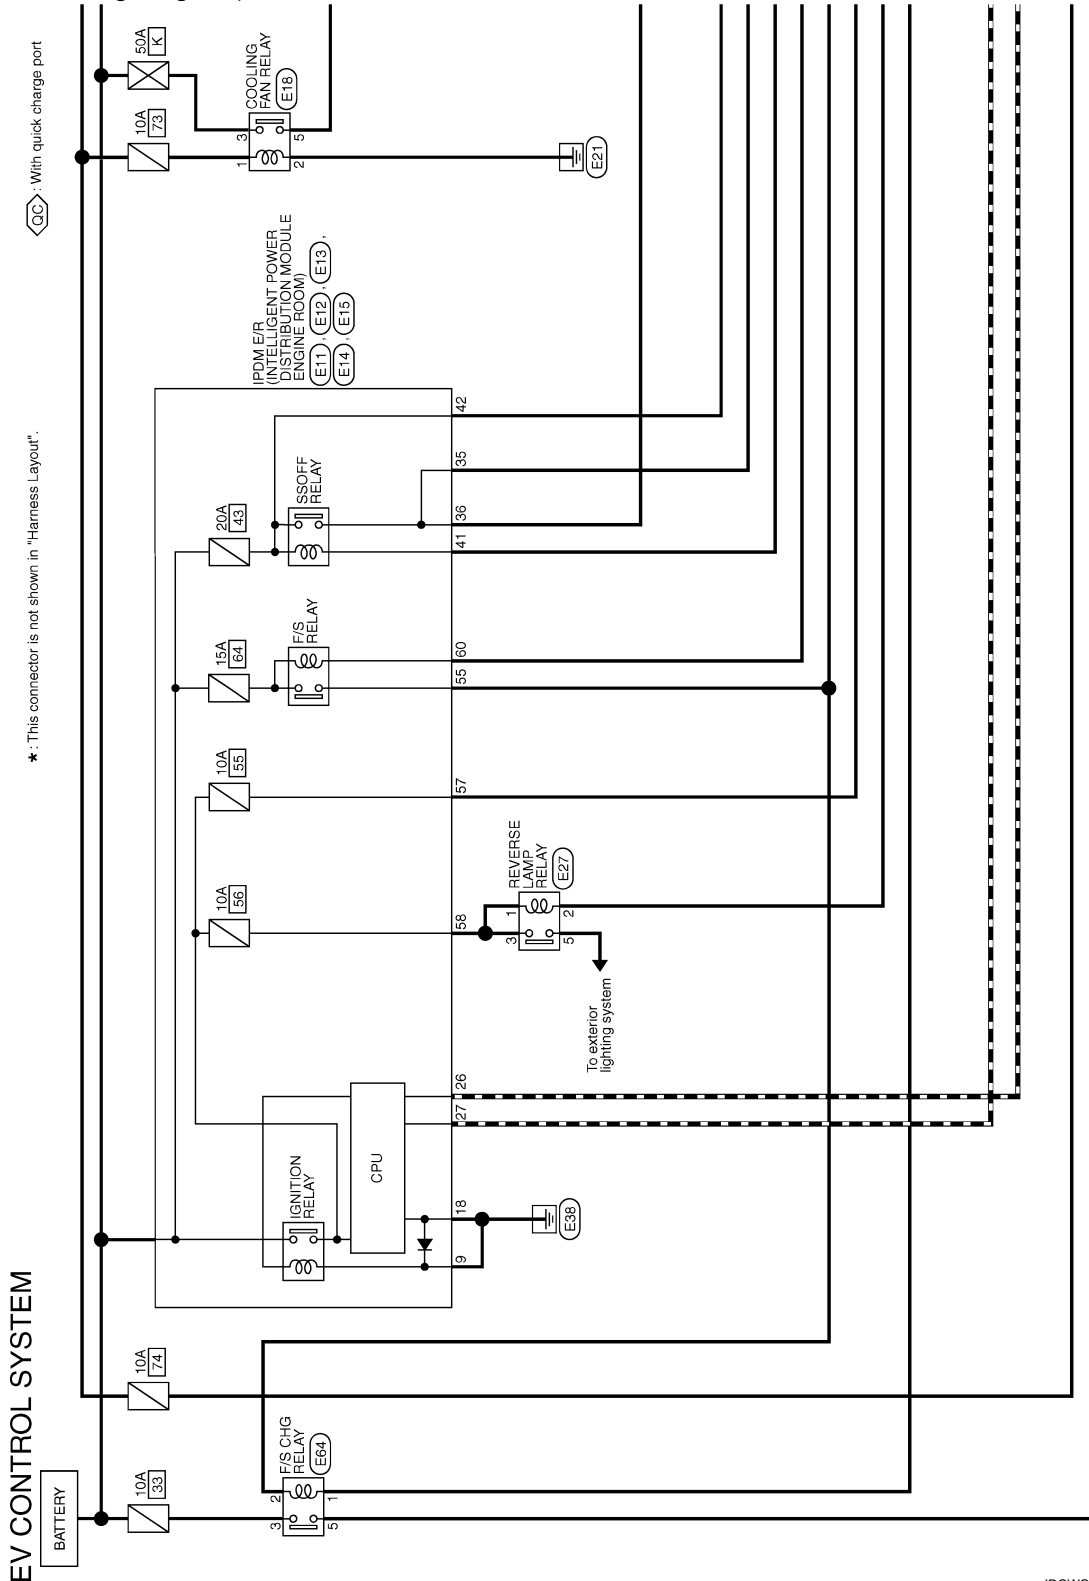 EV CONTROL SYSTEM
* : This connector is not shown in "Harness Layout".
QC : With quick charge port
BATTERY
10A
33
F/S CHG
RELAY
E64
3
2
5
1
10A
74
IPDM E/R
(INTELLIGENT POWER
DISTRIBUTION MODULE
ENGINE ROOM)
E11 , E12 , E13 ,
E14 , E15
IGNITION
RELAY
CPU
9
18
E38
27
26
10A
56
58
REVERSE
LAMP
RELAY
E27
3
1
5
2
To exterior
lighting system
10A
55
57
15A
64
F/S
RELAY
55
60
20A
43
SSOFF
RELAY
41
36
35
42
10A
73
50A
K
COOLING
FAN RELAY
E18
1
3
2
5
E21